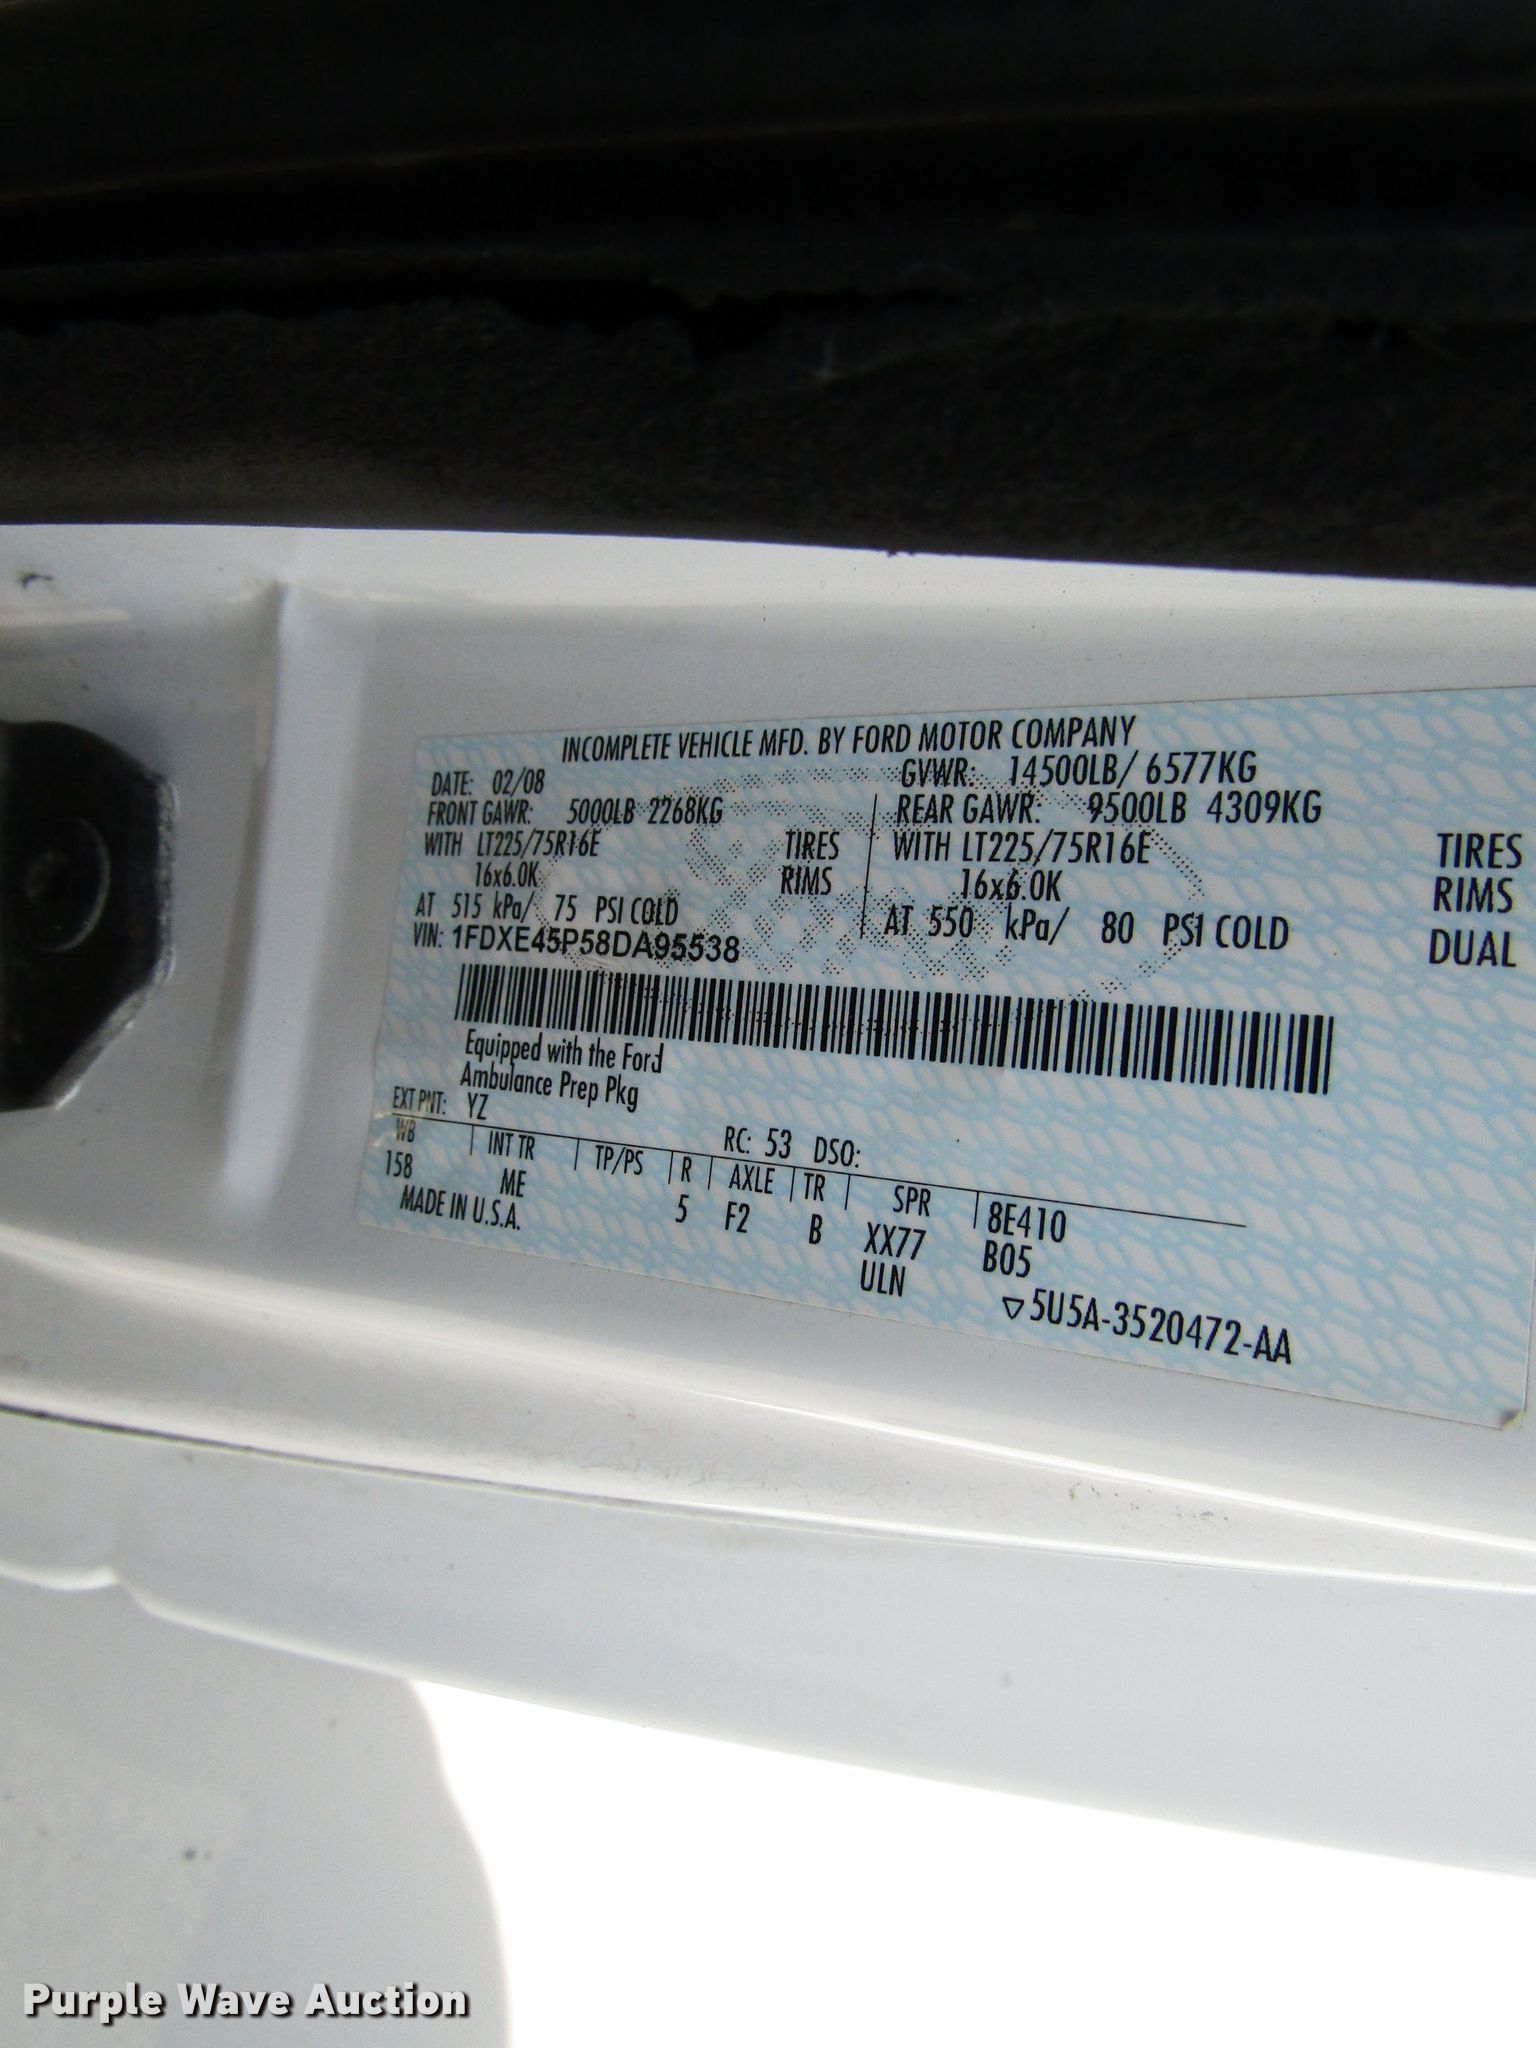 INCOMPLETE VEHICLE MFD. BY FORD MOTOR COMPANY
DATE: 02/08 GVWR: 14500LB/ 6577KG
FRONT GAWR: 5000LB 2268KG REAR GAWR: 9500LB 4309KG
WITH LT225/75R16E TIRES WITH LT225/75R16E TIRES
16x6.0K RIMS 16x6.0K RIMS
AT 515 kPa/ 75 PSI COLD AT 550 kPa/ 80 PSI COLD DUAL
VIN: 1FDXE45P58DA95538
Equipped with the Ford
Ambulance Prep Pkg
EXT PNT: YZ RC: 53 DSO:
WB INT TR TP/PS R AXLE TR SPR 8E410
158 ME 5 F2 B XX77 B05
MADE IN U.S.A. ULN
▽5U5A-3520472-AA
Purple Wave Auction